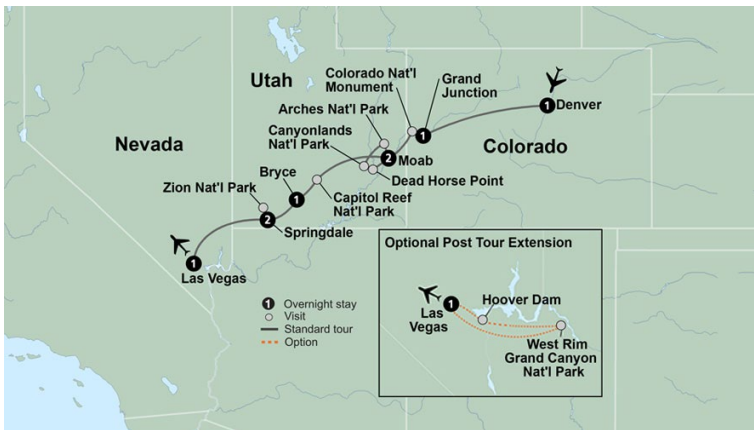 Utah
Nevada
Colorado
Colorado Nat'l
Monument
Grand
Junction
1
Denver
1
Arches Nat'l Park
Canyonlands
Nat'l Park
2
Moab
Dead Horse Point
Bryce
1
Capitol Reef
Nat'l Park
Zion Nat'l Park
2
Springdale
1
Las Vegas
1 Overnight stay
Visit
Standard tour
Option
Optional Post Tour Extension
1
Las
Vegas
Hoover Dam
West Rim
Grand Canyon
Nat'l Park